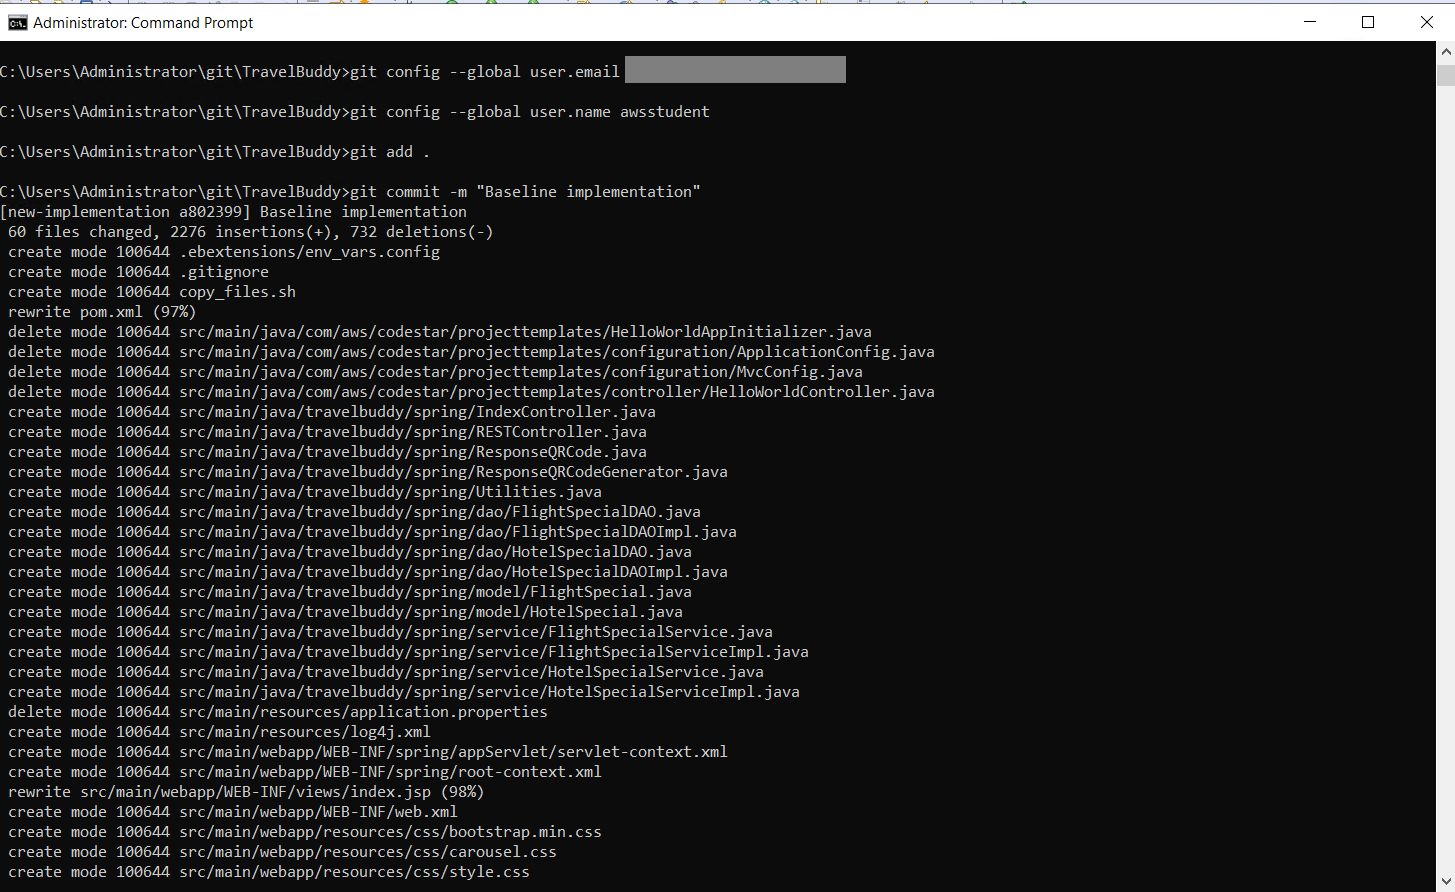 Administrator: Command Prompt
C:\Users\Administrator\git\TravelBuddy>git config --global user.email
C:\Users\Administrator\git\TravelBuddy>git config --global user.name awsstudent
C:\Users\Administrator\git\TravelBuddy>git add .
C:\Users\Administrator\git\TravelBuddy>git commit -m "Baseline implementation"
[new-implementation a802399] Baseline implementation
60 files changed, 2276 insertions(+), 732 deletions(-)
create mode 100644 .ebextensions/env_vars.config
create mode 100644 .gitignore
create mode 100644 copy_files.sh
rewrite pom.xml (97%)
delete mode 100644 src/main/java/com/aws/codestar/projecttemplates/HelloWorldAppInitializer.java
delete mode 100644 src/main/java/com/aws/codestar/projecttemplates/configuration/ApplicationConfig.java
delete mode 100644 src/main/java/com/aws/codestar/projecttemplates/configuration/MvcConfig.java
delete mode 100644 src/main/java/com/aws/codestar/projecttemplates/controller/HelloWorldController.java
create mode 100644 src/main/java/travelbuddy/spring/IndexController.java
create mode 100644 src/main/java/travelbuddy/spring/RESTController.java
create mode 100644 src/main/java/travelbuddy/spring/ResponseQRCode.java
create mode 100644 src/main/java/travelbuddy/spring/ResponseQRCodeGenerator.java
create mode 100644 src/main/java/travelbuddy/spring/Utilities.java
create mode 100644 src/main/java/travelbuddy/spring/dao/FlightSpecialDAO.java
create mode 100644 src/main/java/travelbuddy/spring/dao/FlightSpecialDAOImpl.java
create mode 100644 src/main/java/travelbuddy/spring/dao/HotelSpecialDAO.java
create mode 100644 src/main/java/travelbuddy/spring/dao/HotelSpecialDAOImpl.java
create mode 100644 src/main/java/travelbuddy/spring/model/FlightSpecial.java
create mode 100644 src/main/java/travelbuddy/spring/model/HotelSpecial.java
create mode 100644 src/main/java/travelbuddy/spring/service/FlightSpecialService.java
create mode 100644 src/main/java/travelbuddy/spring/service/FlightSpecialServiceImpl.java
create mode 100644 src/main/java/travelbuddy/spring/service/HotelSpecialService.java
create mode 100644 src/main/java/travelbuddy/spring/service/HotelSpecialServiceImpl.java
delete mode 100644 src/main/resources/application.properties
create mode 100644 src/main/resources/log4j.xml
create mode 100644 src/main/webapp/WEB-INF/spring/appServlet/servlet-context.xml
create mode 100644 src/main/webapp/WEB-INF/spring/root-context.xml
rewrite src/main/webapp/WEB-INF/views/index.jsp (98%)
create mode 100644 src/main/webapp/WEB-INF/web.xml
create mode 100644 src/main/webapp/resources/css/bootstrap.min.css
create mode 100644 src/main/webapp/resources/css/carousel.css
create mode 100644 src/main/webapp/resources/css/style.css